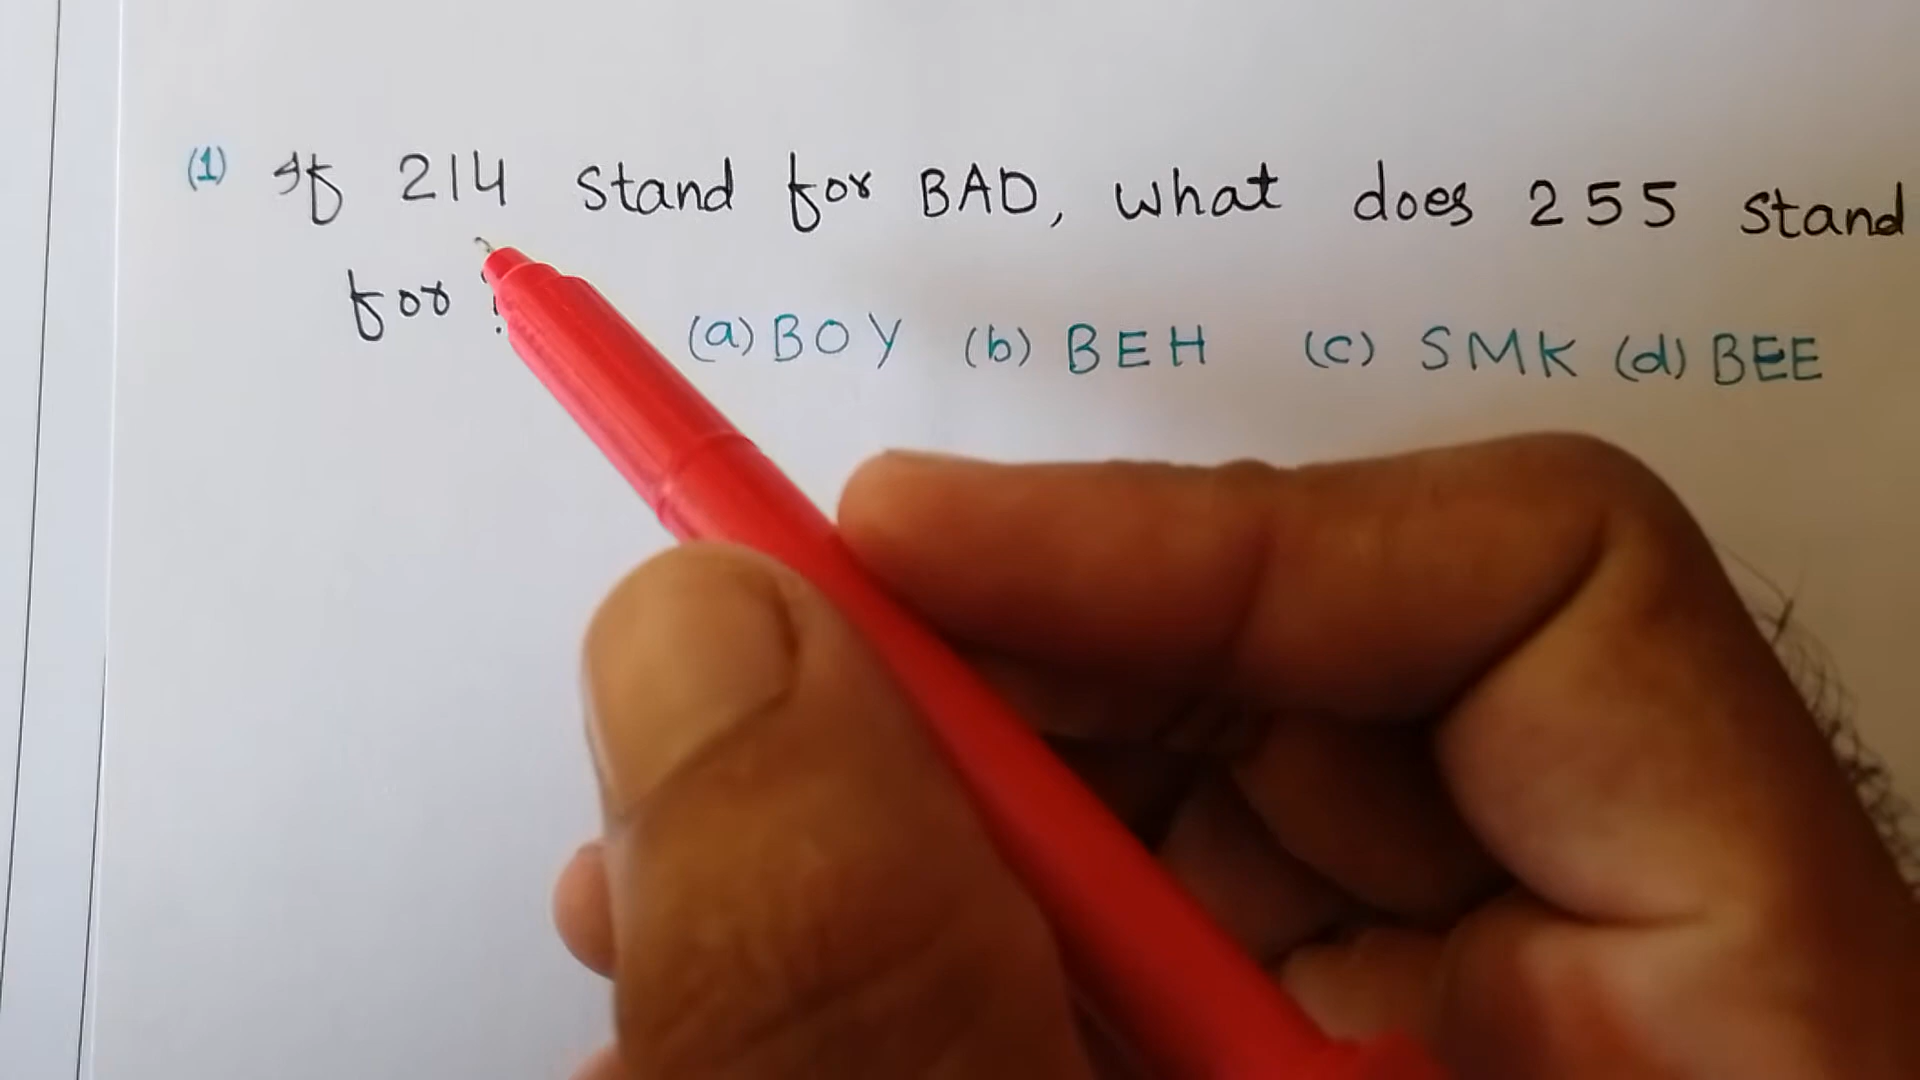 (1) If 214 stand for BAD, what does 255 stand
for ? (a) BOY (b) BEH (c) SMK (d) BEE